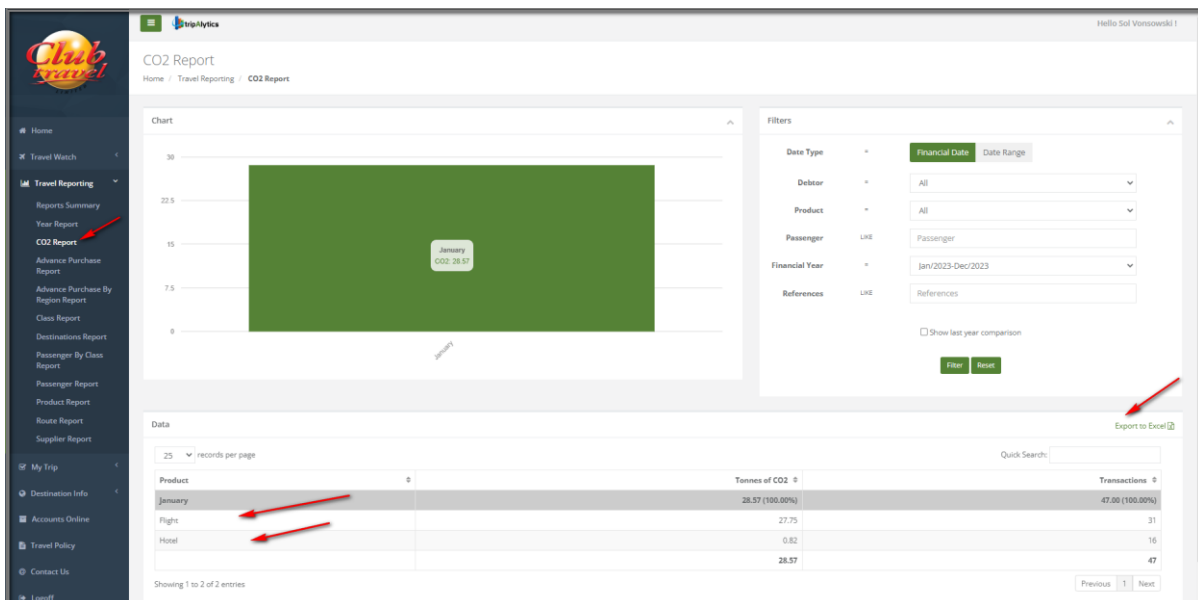 Club
travel
tripAlytics
Hello Sol Vonsowski !
Home
Travel Watch
Travel Reporting
Reports Summary
Year Report
CO2 Report
Advance Purchase
Report
Advance Purchase By
Region Report
Class Report
Destinations Report
Passenger By Class
Report
Passenger Report
Product Report
Route Report
Supplier Report
My Trip
Destination Info
Accounts Online
Travel Policy
Contact Us
Logoff
CO2 Report
Home / Travel Reporting / CO2 Report
Chart
30
22.5
15
7.5
0
January
CO2: 28.57
January
Filters
Date Type = Financial Date Date Range
Debtor = All
Product = All
Passenger LIKE Passenger
Financial Year = Jan/2023-Dec/2023
References LIKE References
Show last year comparison
Filter Reset
Data
Export to Excel
25 records per page Quick Search:
Product Tonnes of CO2 Transactions
January 28.57 (100.00%) 47.00 (100.00%)
Flight 27.75 31
Hotel 0.82 16
28.57 47
Showing 1 to 2 of 2 entries Previous 1 Next